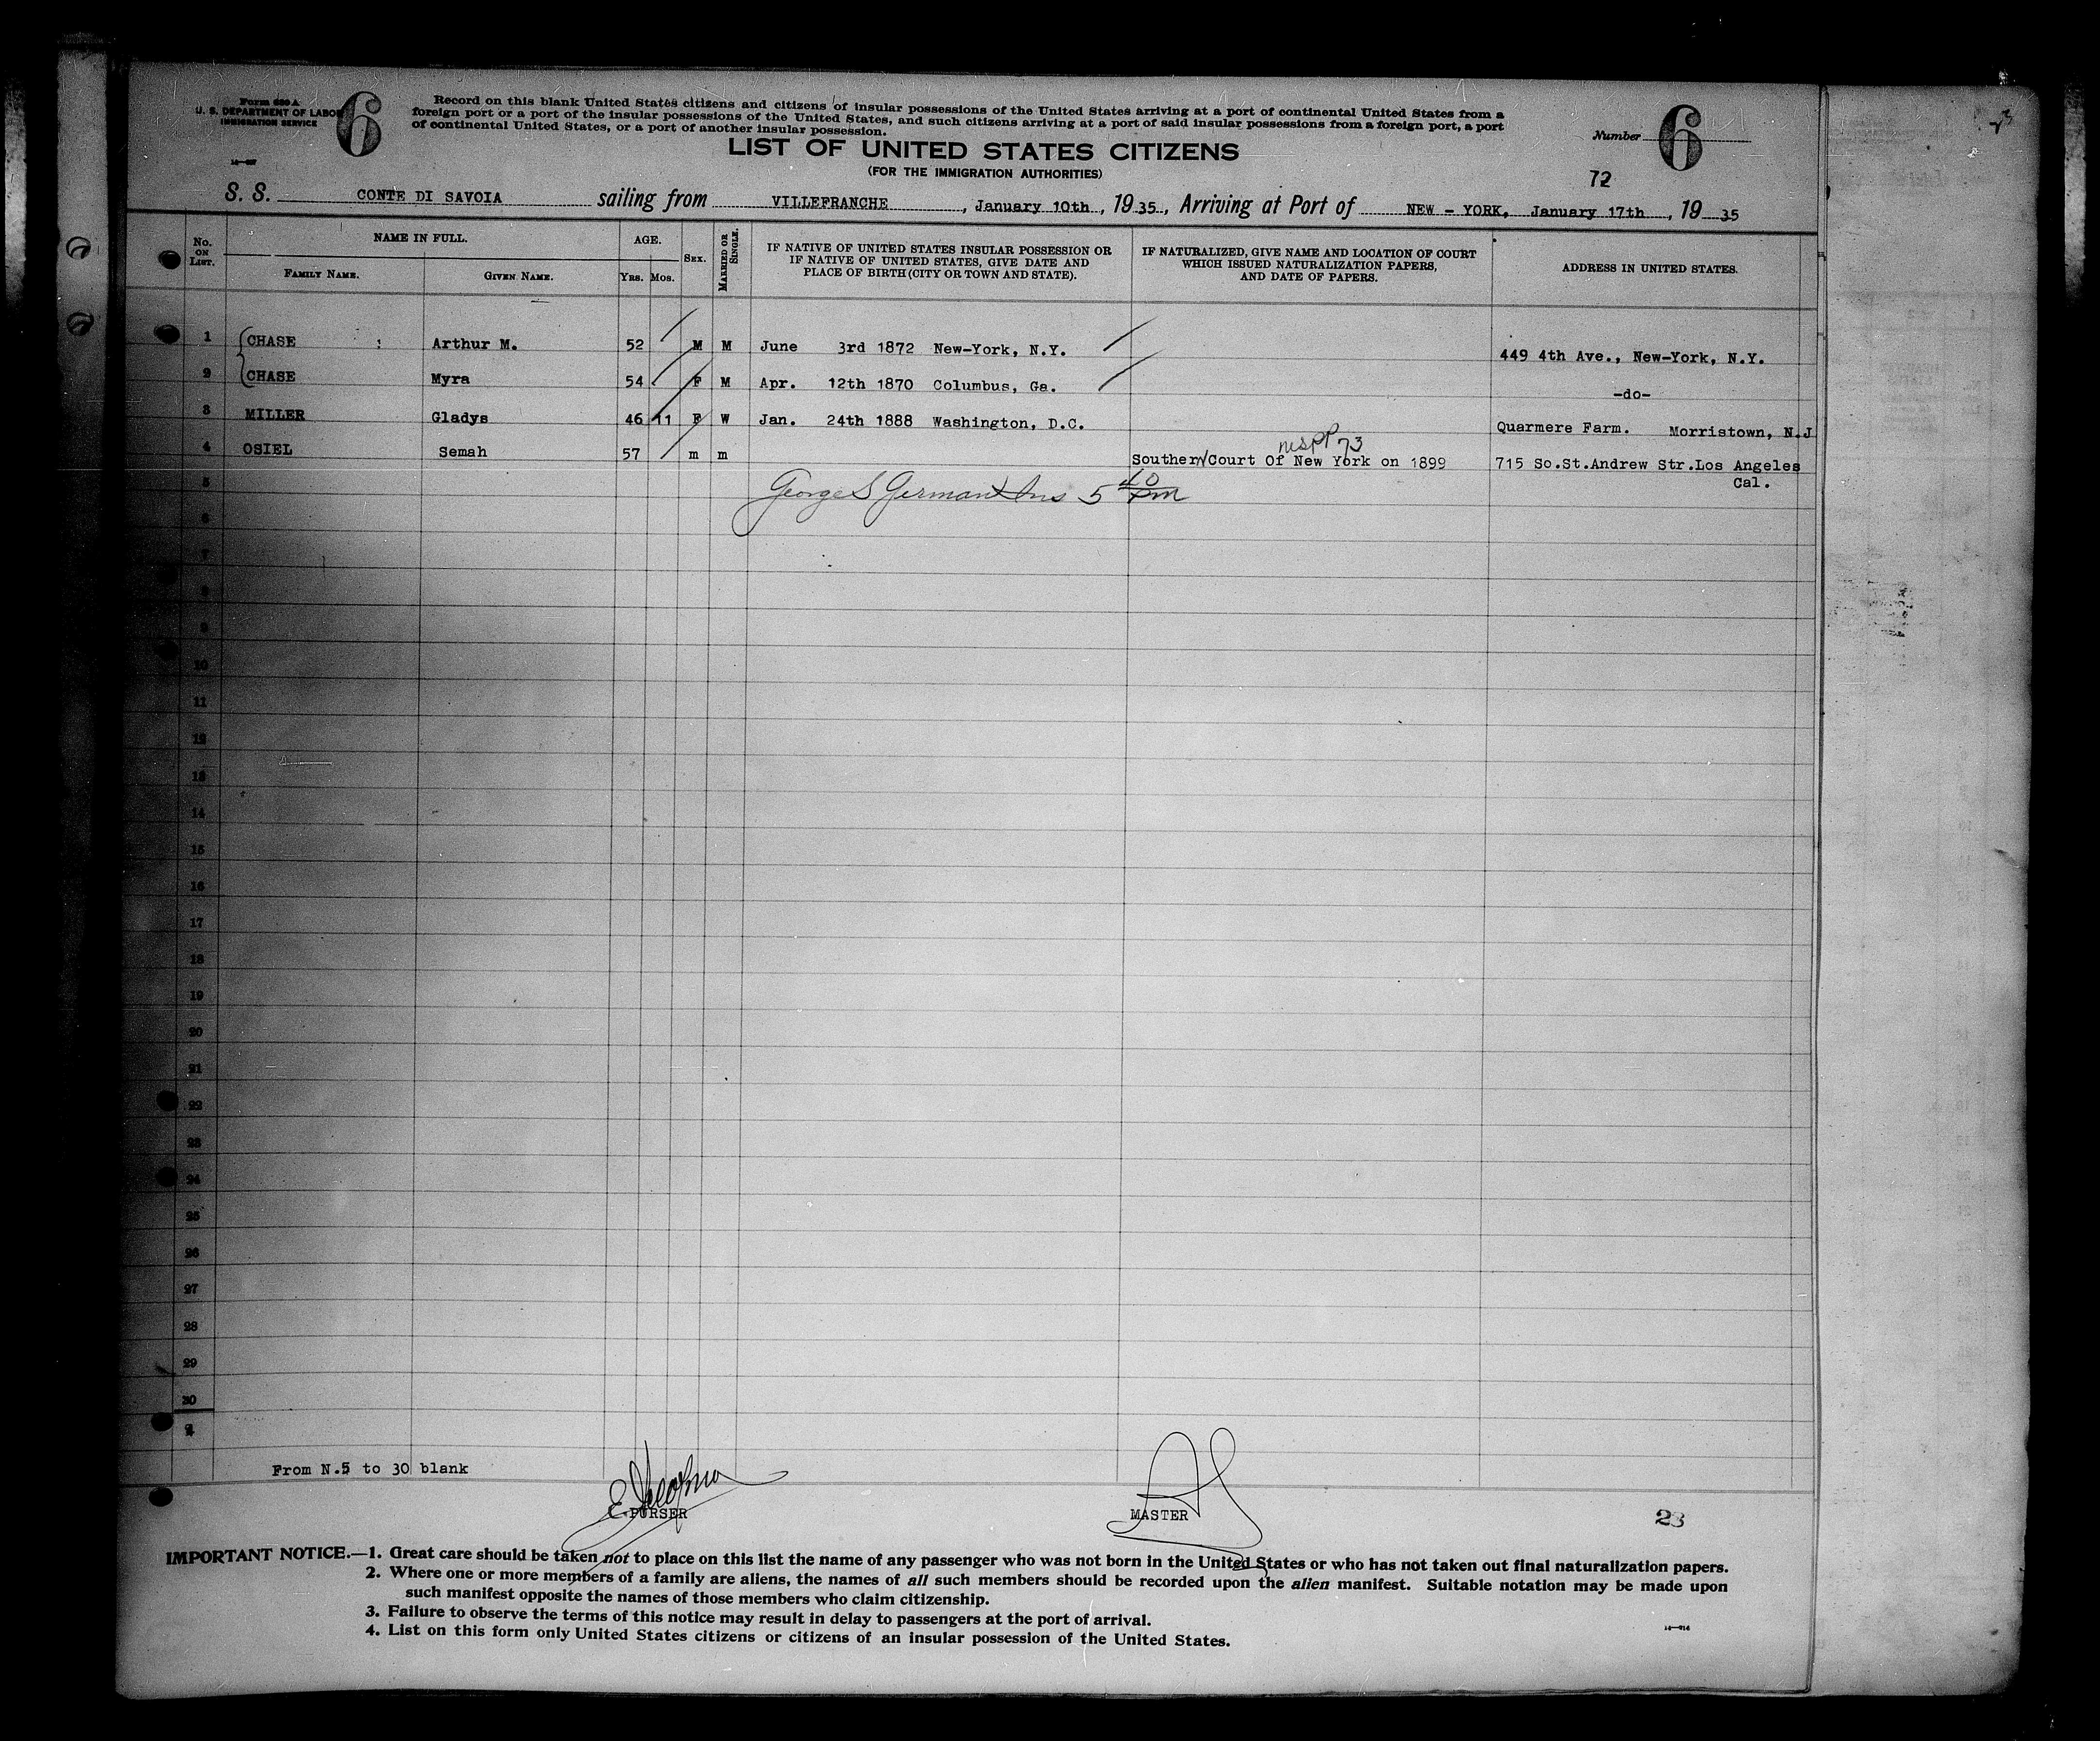 Form 630 A
U. S. DEPARTMENT OF LABOR
IMMIGRATION SERVICE
6
Record on this blank United States citizens and citizens of insular possessions of the United States arriving at a port of continental United States from a
foreign port or a port of the insular possessions of the United States, and such citizens arriving at a port of said insular possessions from a foreign port, a port
of continental United States, or a port of another insular possession.
Number 6
LIST OF UNITED STATES CITIZENS
(FOR THE IMMIGRATION AUTHORITIES)
72
S. S. CONTE DI SAVOIA sailing from VILLEFRANCHE, January 10th, 1935, Arriving at Port of NEW - YORK, January 17th, 1935
No. ON LIST. NAME IN FULL. FAMILY NAME. GIVEN NAME. AGE. YRS. MOS. SEX. MARRIED OR SINGLE. IF NATIVE OF UNITED STATES INSULAR POSSESSION OR IF NATIVE OF UNITED STATES, GIVE DATE AND PLACE OF BIRTH (CITY OR TOWN AND STATE). IF NATURALIZED, GIVE NAME AND LOCATION OF COURT WHICH ISSUED NATURALIZATION PAPERS, AND DATE OF PAPERS. ADDRESS IN UNITED STATES.
1 CHASE : Arthur M. 52 M M June 3rd 1872 New-York, N.Y. 449 4th Ave., New-York, N.Y.
2 CHASE Myra 54 F M Apr. 12th 1870 Columbus, Ga. -do-
3 MILLER Gladys 46 11 F W Jan. 24th 1888 Washington, D.C. Quarmere Farm. Morristown, N.J
73
4 OSIEL Semah 57 m m Southern Court Of New York on 1899 715 So.St.Andrew Str.Los Angeles
Cal.
5 George S German Ins 5 40 pm
6
7
8
9
10
11
12
13
14
15
16
17
18
19
20
21
22
23
24
25
26
27
28
29
30
From N.5 to 30 blank
PURSER
MASTER
23
IMPORTANT NOTICE.—1. Great care should be taken not to place on this list the name of any passenger who was not born in the United States or who has not taken out final naturalization papers.
2. Where one or more members of a family are aliens, the names of all such members should be recorded upon the alien manifest. Suitable notation may be made upon
such manifest opposite the names of those members who claim citizenship.
3. Failure to observe the terms of this notice may result in delay to passengers at the port of arrival.
4. List on this form only United States citizens or citizens of an insular possession of the United States.